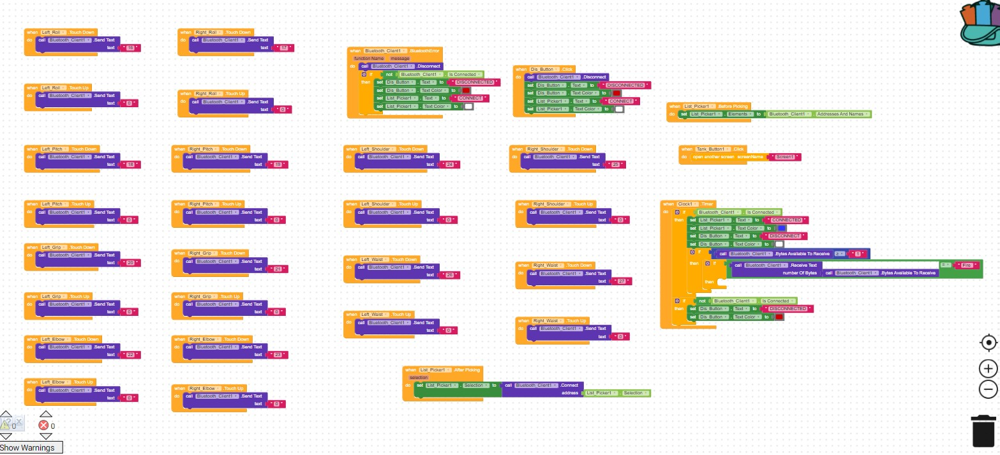 when Left_Roll .Touch Down
do call Bluetooth_Client1 .Send Text
text " 16 "
when Right_Roll .Touch Down
do call Bluetooth_Client1 .Send Text
text " 17 "
when Left_Roll .Touch Up
do call Bluetooth_Client1 .Send Text
text " 0 "
when Right_Roll .Touch Up
do call Bluetooth_Client1 .Send Text
text " 0 "
when Bluetooth_Client1 .BluetoothError
function Name message
do call Bluetooth_Client1 .Disconnect
if not Bluetooth_Client1 . Is Connected
then set Dis_Button . Text to " DISCONNECTED "
set Dis_Button . Text Color to
set List_Picker1 . Text to " CONNECT "
set List_Picker1 . Text Color to
when Dis_Button .Click
do call Bluetooth_Client1 .Disconnect
set Dis_Button . Text to " DISCONNECTED "
set Dis_Button . Text Color to
set List_Picker1 . Text to " CONNECT "
set List_Picker1 . Text Color to
when List_Picker1 .Before Picking
do set List_Picker1 . Elements to Bluetooth_Client1 . Addresses And Names
when Left_Pitch .Touch Down
do call Bluetooth_Client1 .Send Text
text " 18 "
when Right_Pitch .Touch Down
do call Bluetooth_Client1 .Send Text
text " 19 "
when Left_Shoulder .Touch Down
do call Bluetooth_Client1 .Send Text
text " 24 "
when Right_Shoulder .Touch Down
do call Bluetooth_Client1 .Send Text
text " 25 "
when Tank_Button1 .Click
do open another screen screenName " Screen1 "
when Left_Pitch .Touch Up
do call Bluetooth_Client1 .Send Text
text " 0 "
when Right_Pitch .Touch Up
do call Bluetooth_Client1 .Send Text
text " 0 "
when Left_Shoulder .Touch Up
do call Bluetooth_Client1 .Send Text
text " 0 "
when Right_Shoulder .Touch Up
do call Bluetooth_Client1 .Send Text
text " 0 "
when Clock1 .Timer
do if Bluetooth_Client1 . Is Connected
then set List_Picker1 . Text to " CONNECTED "
set List_Picker1 . Text Color to
set Dis_Button . Text to " DISCONNECT "
set Dis_Button . Text Color to
if call Bluetooth_Client1 .Bytes Available To Receive ≥ " 1 "
then if call Bluetooth_Client1 .Receive Text = " Fire "
number Of Bytes call Bluetooth_Client1 .Bytes Available To Receive
then
if not Bluetooth_Client1 . Is Connected
then set Dis_Button . Text to " DISCONNECTED "
set Dis_Button . Text Color to
when Left_Grip .Touch Down
do call Bluetooth_Client1 .Send Text
text " 20 "
when Right_Grip .Touch Down
do call Bluetooth_Client1 .Send Text
text " 21 "
when Left_Waist .Touch Down
do call Bluetooth_Client1 .Send Text
text " 26 "
when Right_Waist .Touch Down
do call Bluetooth_Client1 .Send Text
text " 27 "
when Left_Grip .Touch Up
do call Bluetooth_Client1 .Send Text
text " 0 "
when Right_Grip .Touch Up
do call Bluetooth_Client1 .Send Text
text " 0 "
when Left_Waist .Touch Up
do call Bluetooth_Client1 .Send Text
text " 0 "
when Right_Waist .Touch Up
do call Bluetooth_Client1 .Send Text
text " 0 "
when Left_Elbow .Touch Down
do call Bluetooth_Client1 .Send Text
text " 22 "
when Right_Elbow .Touch Down
do call Bluetooth_Client1 .Send Text
text " 23 "
when Left_Elbow .Touch Up
do call Bluetooth_Client1 .Send Text
text " 0 "
when Right_Elbow .Touch Up
do call Bluetooth_Client1 .Send Text
text " 0 "
when List_Picker1 .After Picking
selection
do set List_Picker1 . Selection to call Bluetooth_Client1 .Connect
address List_Picker1 . Selection
0 0
Show Warnings